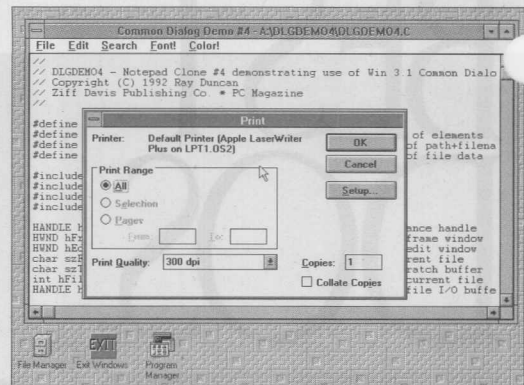 Common Dialog Demo #4 - A:\DLGDEMO4\DLGDEMO4.C
File Edit Search Font! Color!
//
// DLGDEMO4 - Notepad Clone #4 demonstrating use of Win 3.1 Common Dialo
// Copyright (C) 1992 Ray Duncan
// Ziff Davis Publishing Co. * PC Magazine
//
#define
#define of elements
#define of path+filena
#define of file data
#include
#include
#include
#include
HANDLE h ance handle
HWND hFr frame window
HWND hEd edit window
char szF rent file
char szT ratch buffer
int hFil current file
HANDLE h file I/O buffe
Print
Printer: Default Printer (Apple LaserWriter
Plus on LPT1.OS2)
OK
Cancel
Setup...
Print Range
All
Selection
Pages
From: To:
Print Quality: 300 dpi
Copies: 1
Collate Copies
File Manager
EXIT
Exit Windows
Program
Manager